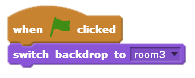 when clicked
switch backdrop to room3